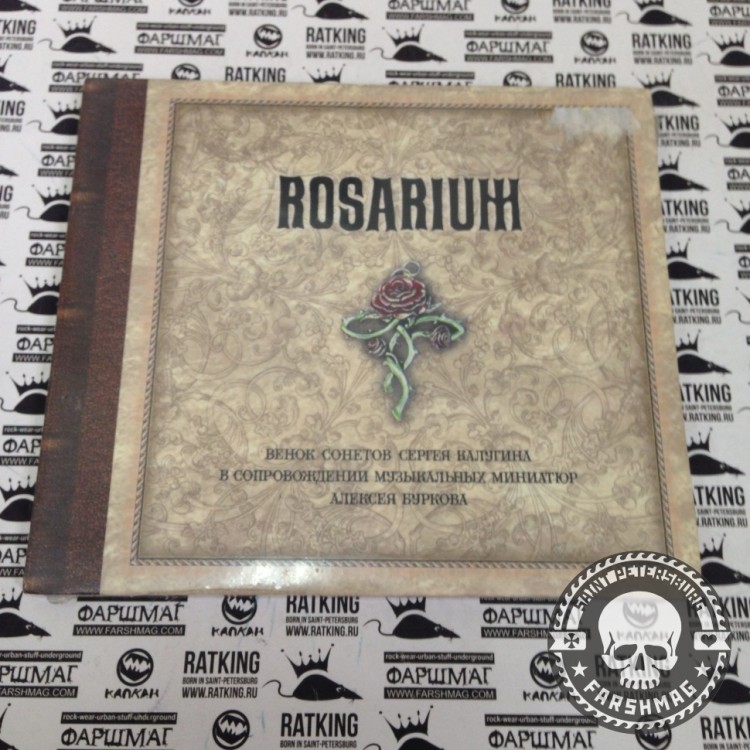 ROSARIUM
ВЕНОК СОНЕТОВ СЕРГЕЯ КАЛУГИНА
В СОПРОВОЖДЕНИИ МУЗЫКАЛЬНЫХ МИНИАТЮР
АЛЕКСЕЯ БУРКОВА
SAINT PETERSBURG
FARSHMAG
RATKING
BORN IN SAINT-PETERSBURG
WWW.RATKING.RU
rock-wear-urban-stuff-underground
ФАРШМАГ
WWW.FARSHMAG.COM
КАПКАН